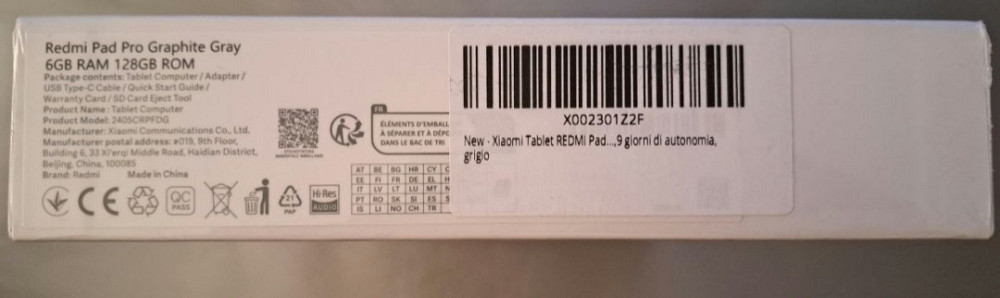 Redmi Pad Pro Graphite Gray
6GB RAM 128GB ROM
Package contents: Tablet Computer / Adapter /
USB Type-C Cable / Quick Start Guide /
Warranty Card / SD Card Eject Tool
Product Name: Tablet Computer
Product Model: 2405CRPFDG
Manufacturer: Xiaomi Communications Co., Ltd.
Manufacturer postal address: #019, 9th Floor,
Building 6, 33 Xi'erqi Middle Road, Haidian District,
Beijing, China, 100085
Brand: Redmi Made in China
CE
QC
PASS
21
PAP
Hi-Res
AUDIO
FR
ÉLÉMENTS D'EMBALL
À SÉPARER ET À DÉPO
DANS LE BAC DE TRI
AT BE BG HR CY C
EE FI FR DE EL H
IT LV LT LU MT N
PT RO SK SI ES S
IS LI NO CH TR
X002301Z2F
New - Xiaomi Tablet REDMI Pad...,9 giorni di autonomia,
grigio